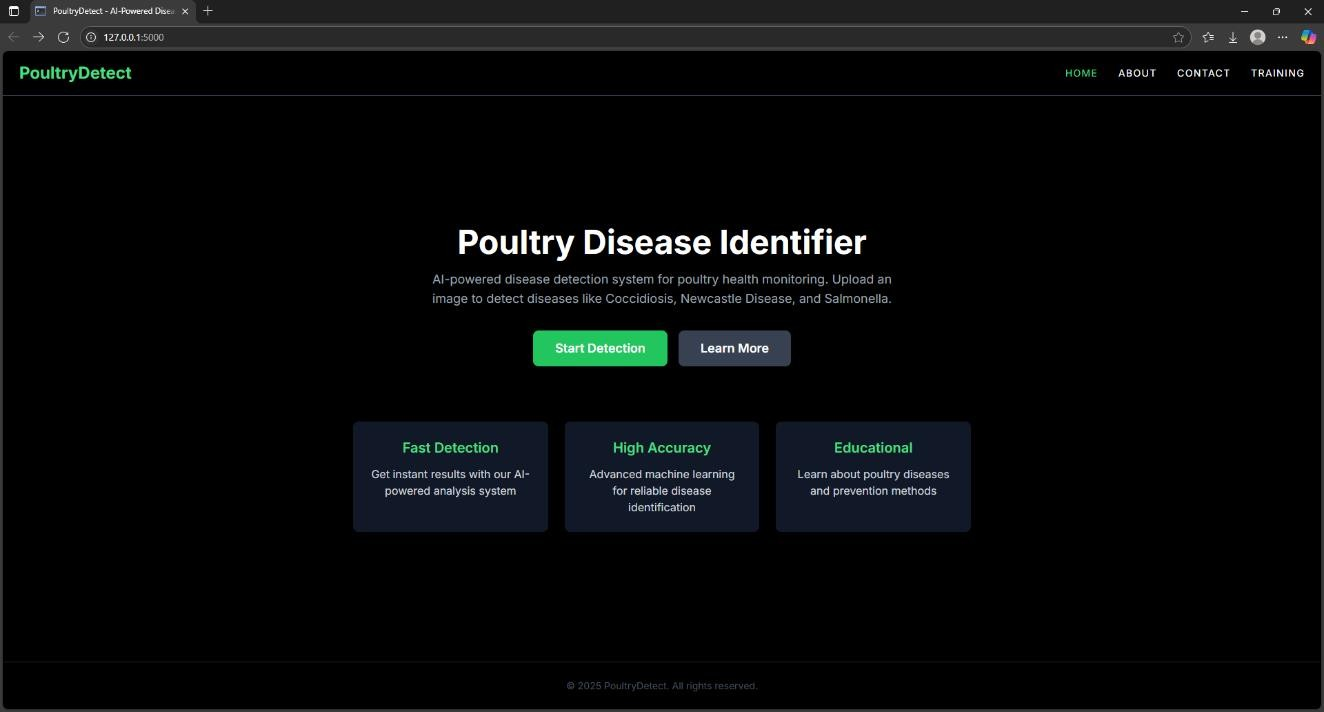 PoultryDetect - AI-Powered Disea
127.0.0.1:5000
PoultryDetect
HOME ABOUT CONTACT TRAINING
Poultry Disease Identifier
AI-powered disease detection system for poultry health monitoring. Upload an
image to detect diseases like Coccidiosis, Newcastle Disease, and Salmonella.
Start Detection
Learn More
Fast Detection
Get instant results with our AI-
powered analysis system
High Accuracy
Advanced machine learning
for reliable disease
identification
Educational
Learn about poultry diseases
and prevention methods
© 2025 PoultryDetect. All rights reserved.